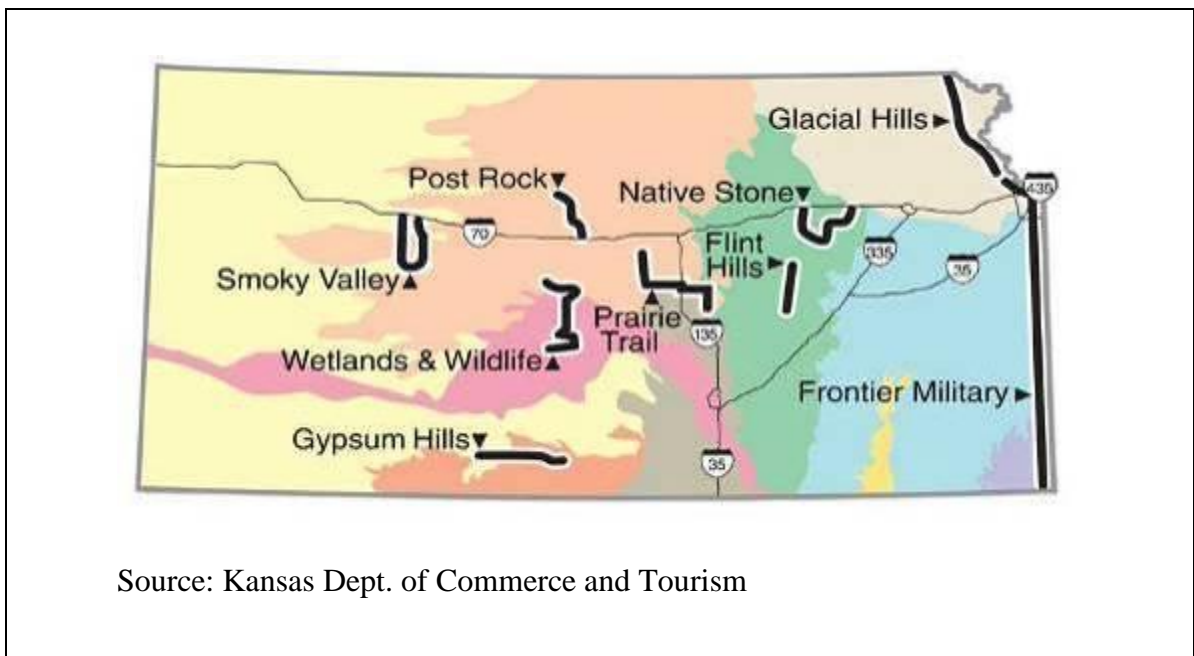 Glacial Hills
Post Rock
Native Stone
435
70
Flint
Hills
335
35
Smoky Valley
Prairie
Trail
135
Wetlands & Wildlife
Frontier Military
Gypsum Hills
35
Source: Kansas Dept. of Commerce and Tourism